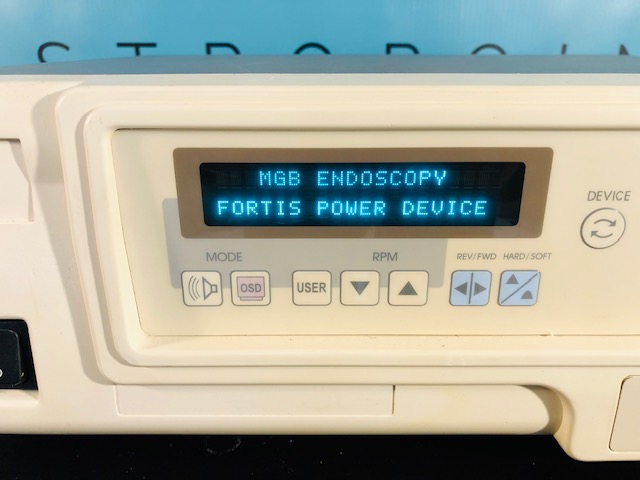 S T R O B O I M
MGB ENDOSCOPY
FORTIS POWER DEVICE
DEVICE
MODE RPM REV/FWD HARD/SOFT
OSD USER